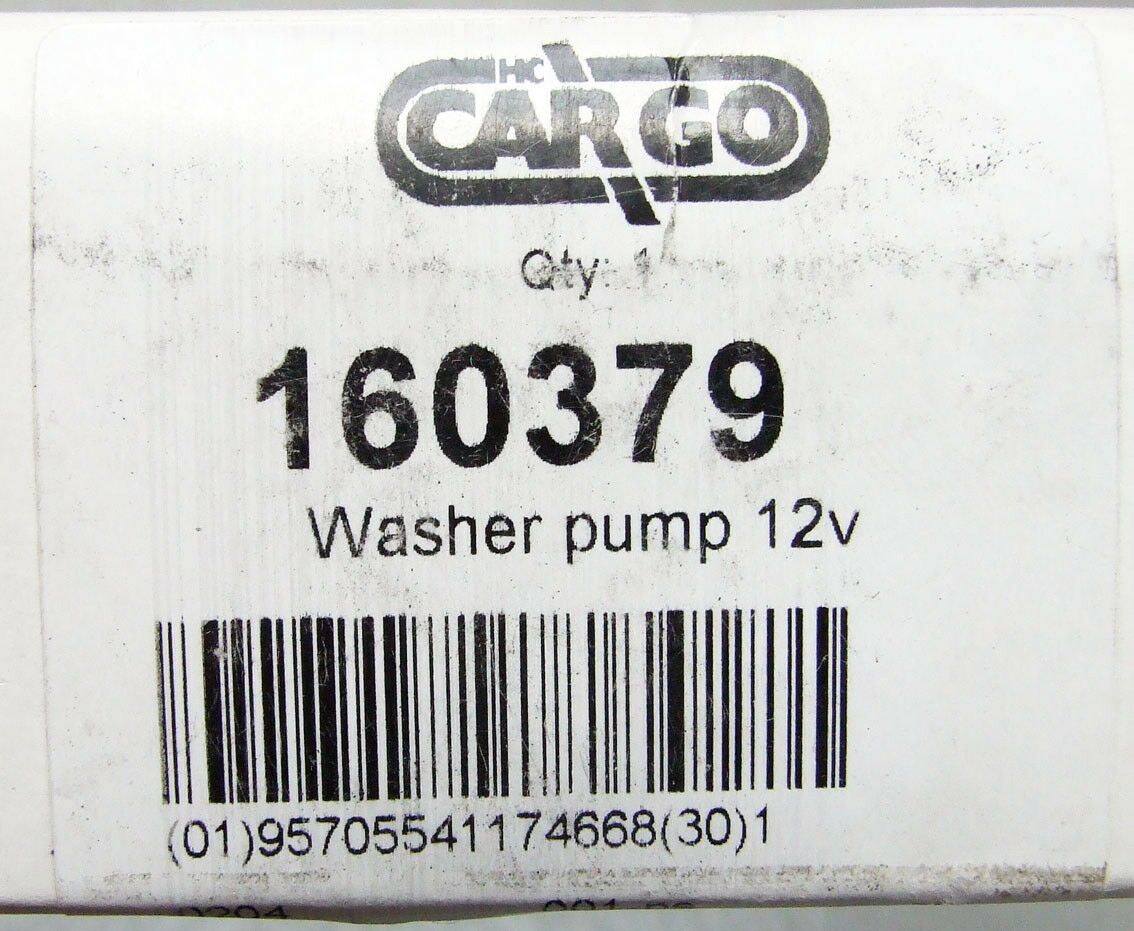 HC
CARGO
Qty: 1
160379
Washer pump 12v
(01)95705541174668(30)1